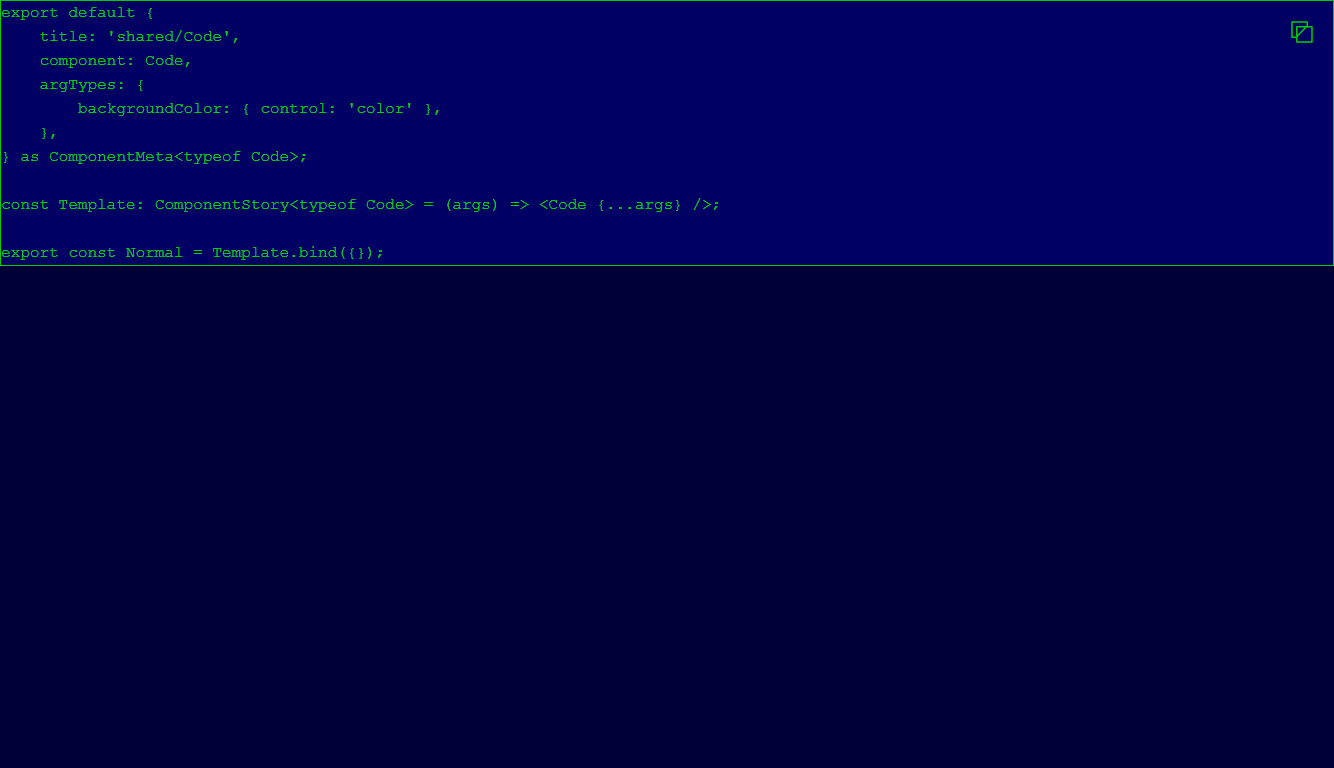 export default {
    title: 'shared/Code',
    component: Code,
    argTypes: {
        backgroundColor: { control: 'color' },
    },
} as ComponentMeta<typeof Code>;

const Template: ComponentStory<typeof Code> = (args) => <Code {...args} />;

export const Normal = Template.bind({});